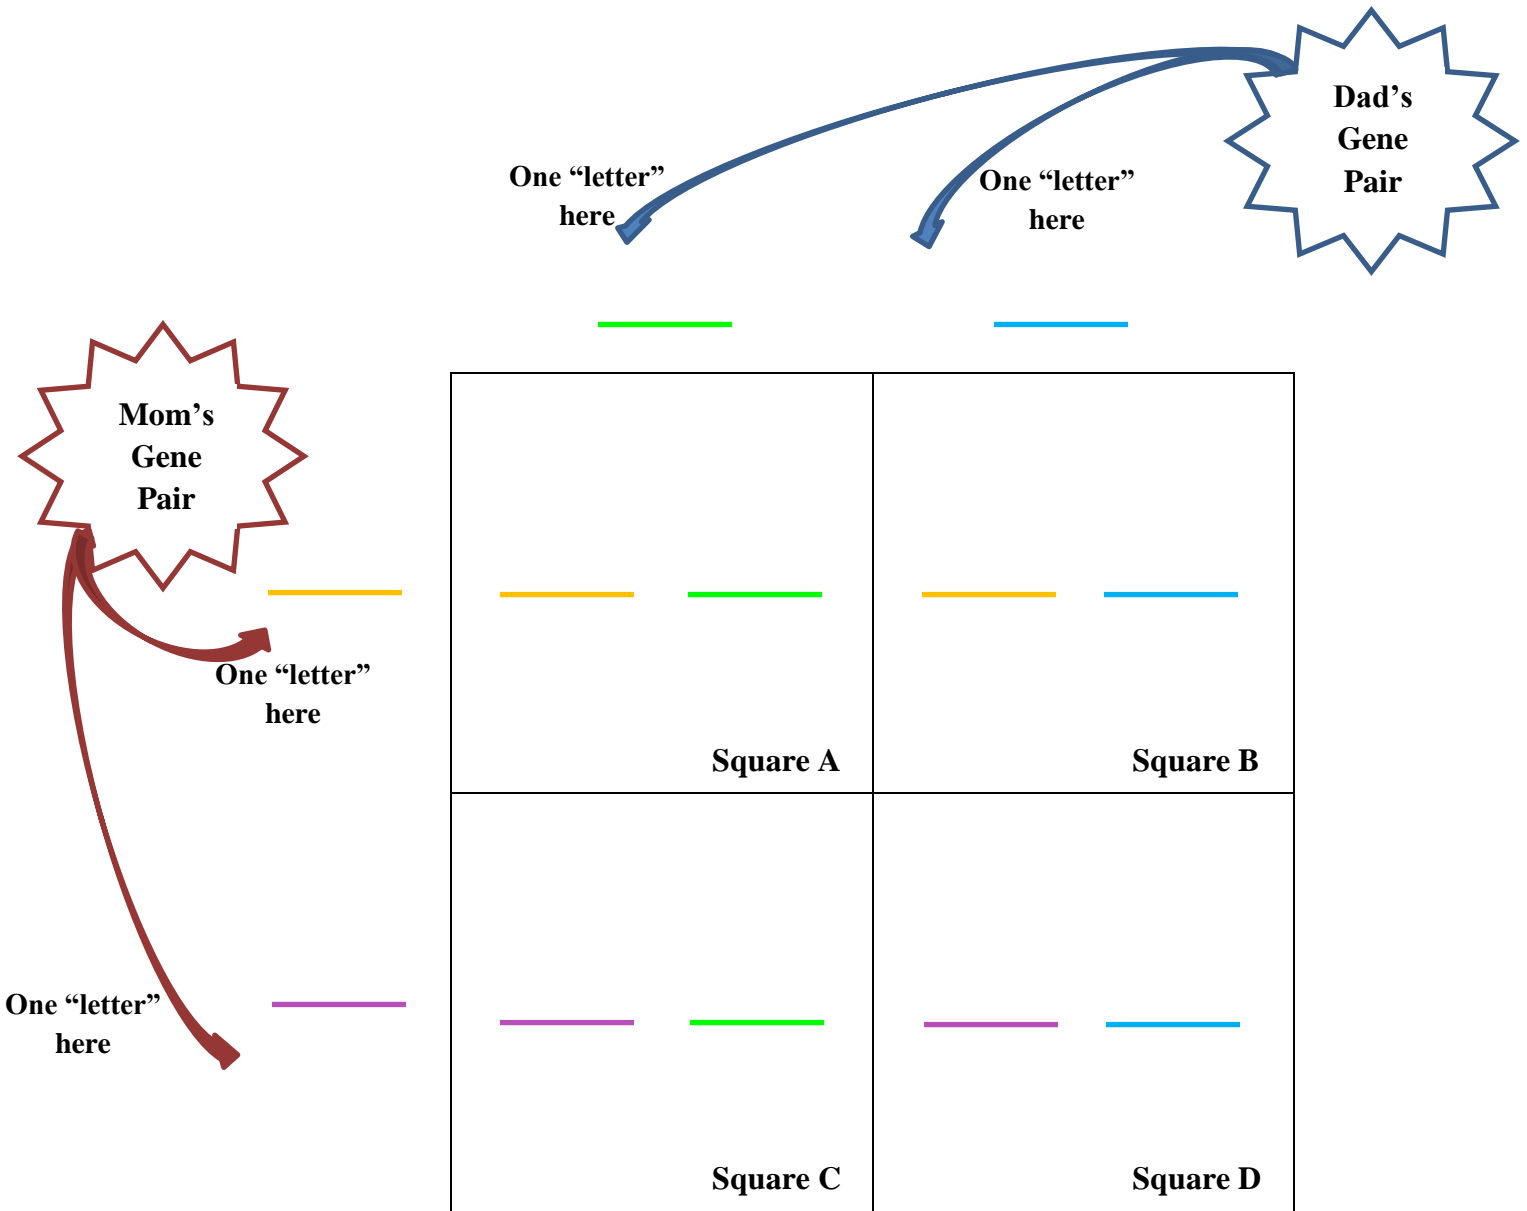 Dad's
Gene
Pair
One “letter”
here
One “letter”
here
Mom’s
Gene
Pair
One “letter”
here
Square A
Square B
One “letter”
here
Square C
Square D